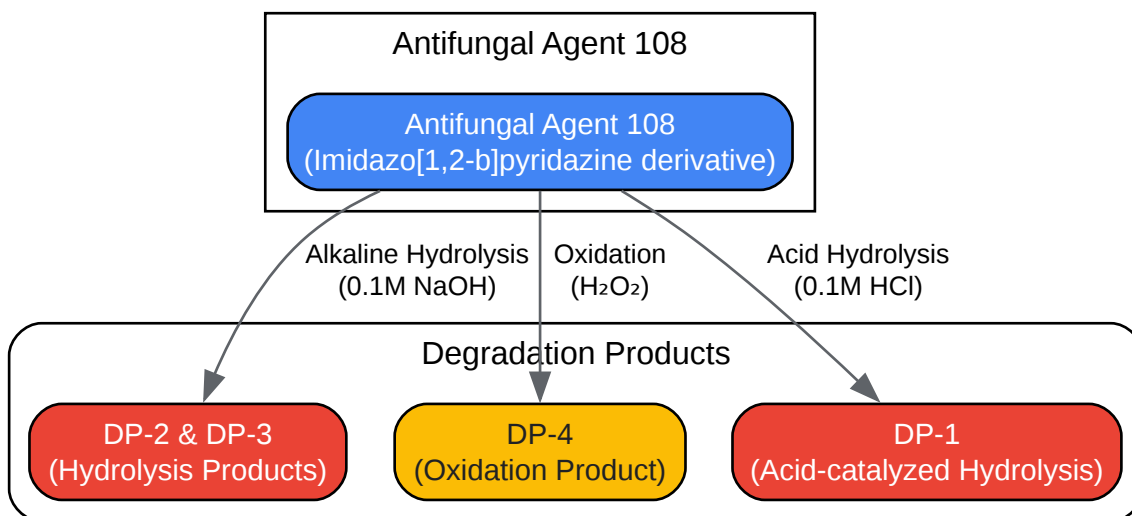 Antifungal Agent 108
Antifungal Agent 108
(Imidazo[1,2-b]pyridazine derivative)
Alkaline Hydrolysis
(0.1M NaOH)
Oxidation
(H₂O₂)
Acid Hydrolysis
(0.1M HCl)
Degradation Products
DP-2 & DP-3
(Hydrolysis Products)
DP-4
(Oxidation Product)
DP-1
(Acid-catalyzed Hydrolysis)